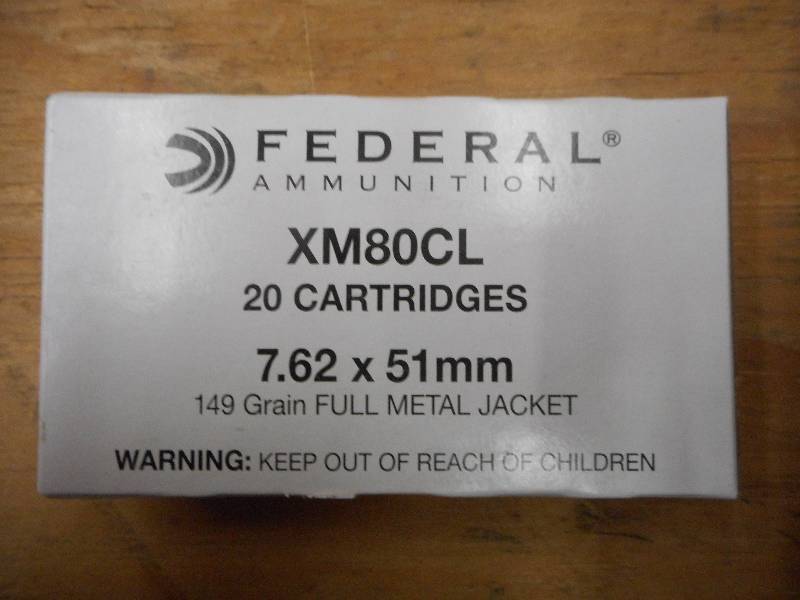 FEDERAL®
AMMUNITION
XM80CL
20 CARTRIDGES
7.62 x 51mm
149 Grain FULL METAL JACKET
WARNING: KEEP OUT OF REACH OF CHILDREN